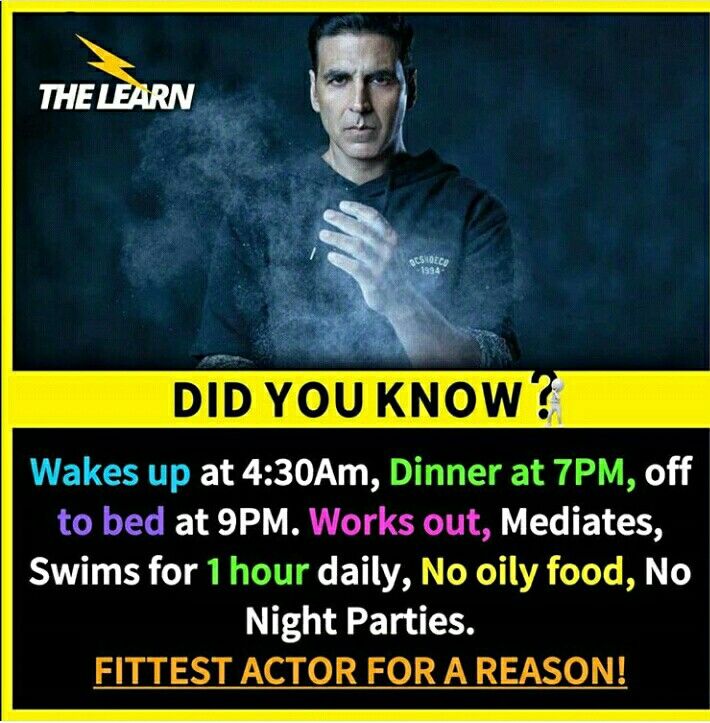 THE LEARN
DCSHOECO
-1994-
DID YOU KNOW?
Wakes up at 4:30Am, Dinner at 7PM, off
to bed at 9PM. Works out, Mediates,
Swims for 1 hour daily, No oily food, No
Night Parties.
FITTEST ACTOR FOR A REASON!